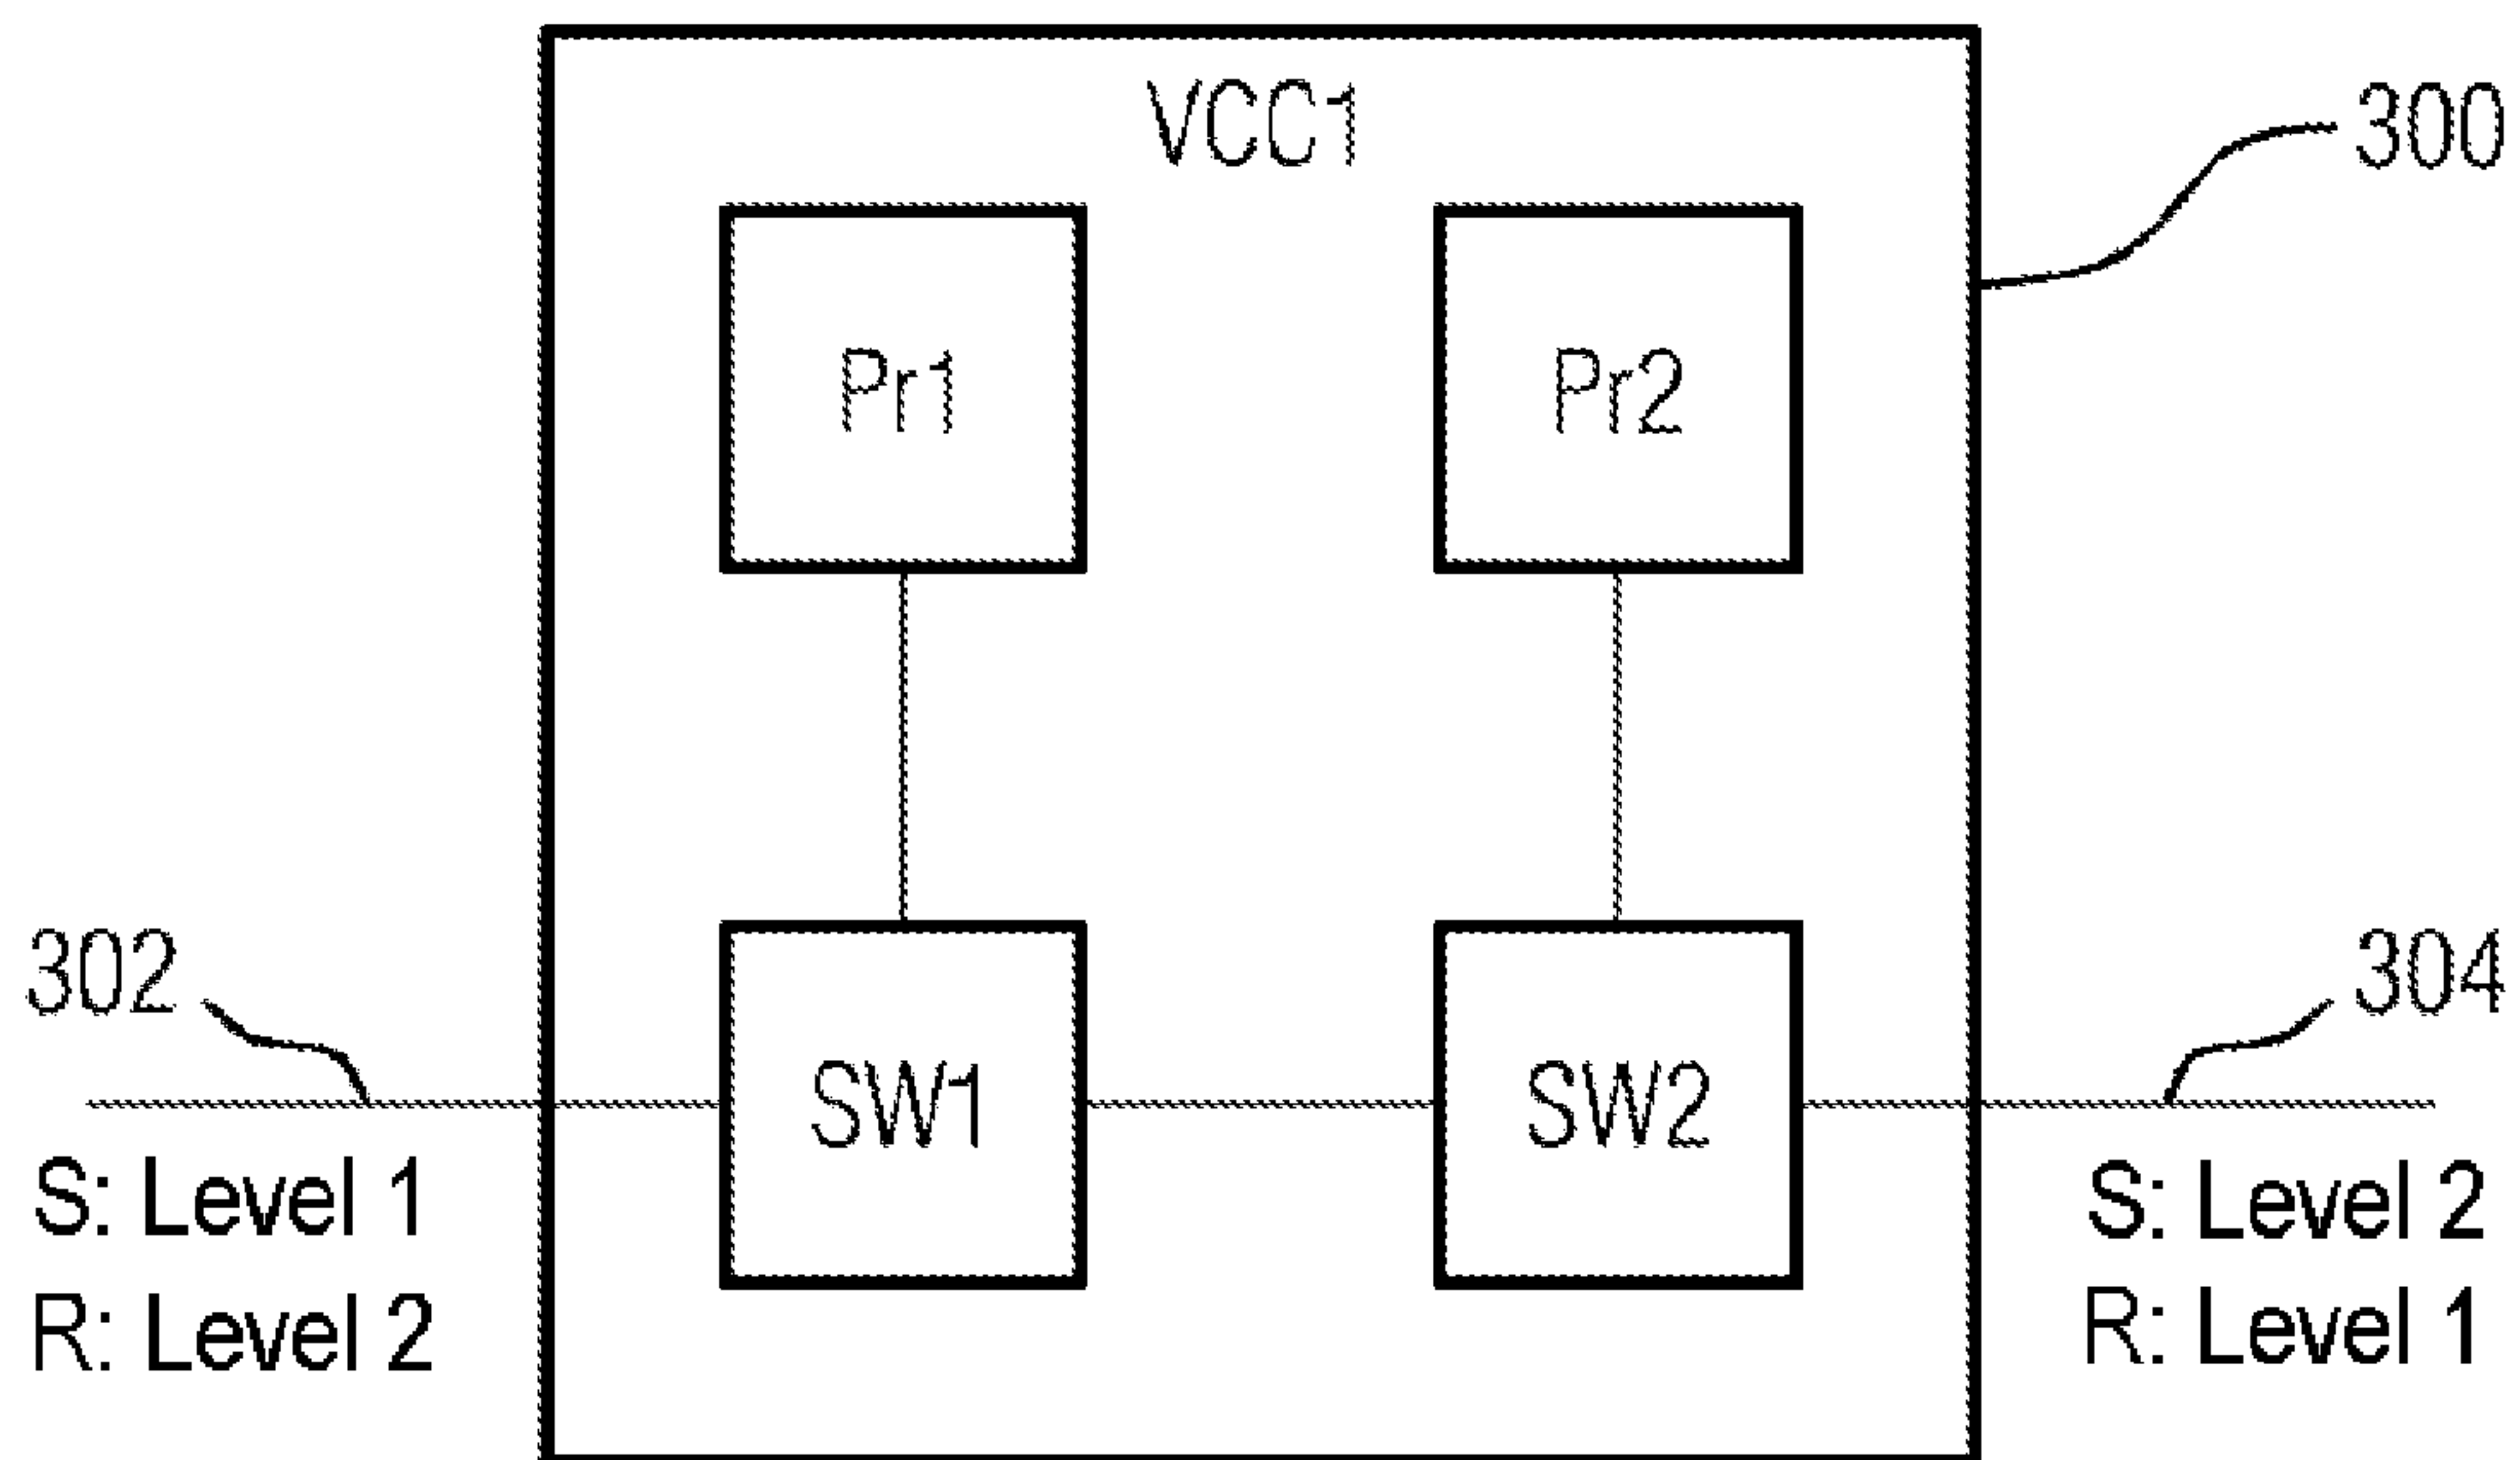 VCC1
300
Pr1
Pr2
302
304
SW1
SW2
S: Level 1
R: Level 2
S: Level 2
R: Level 1